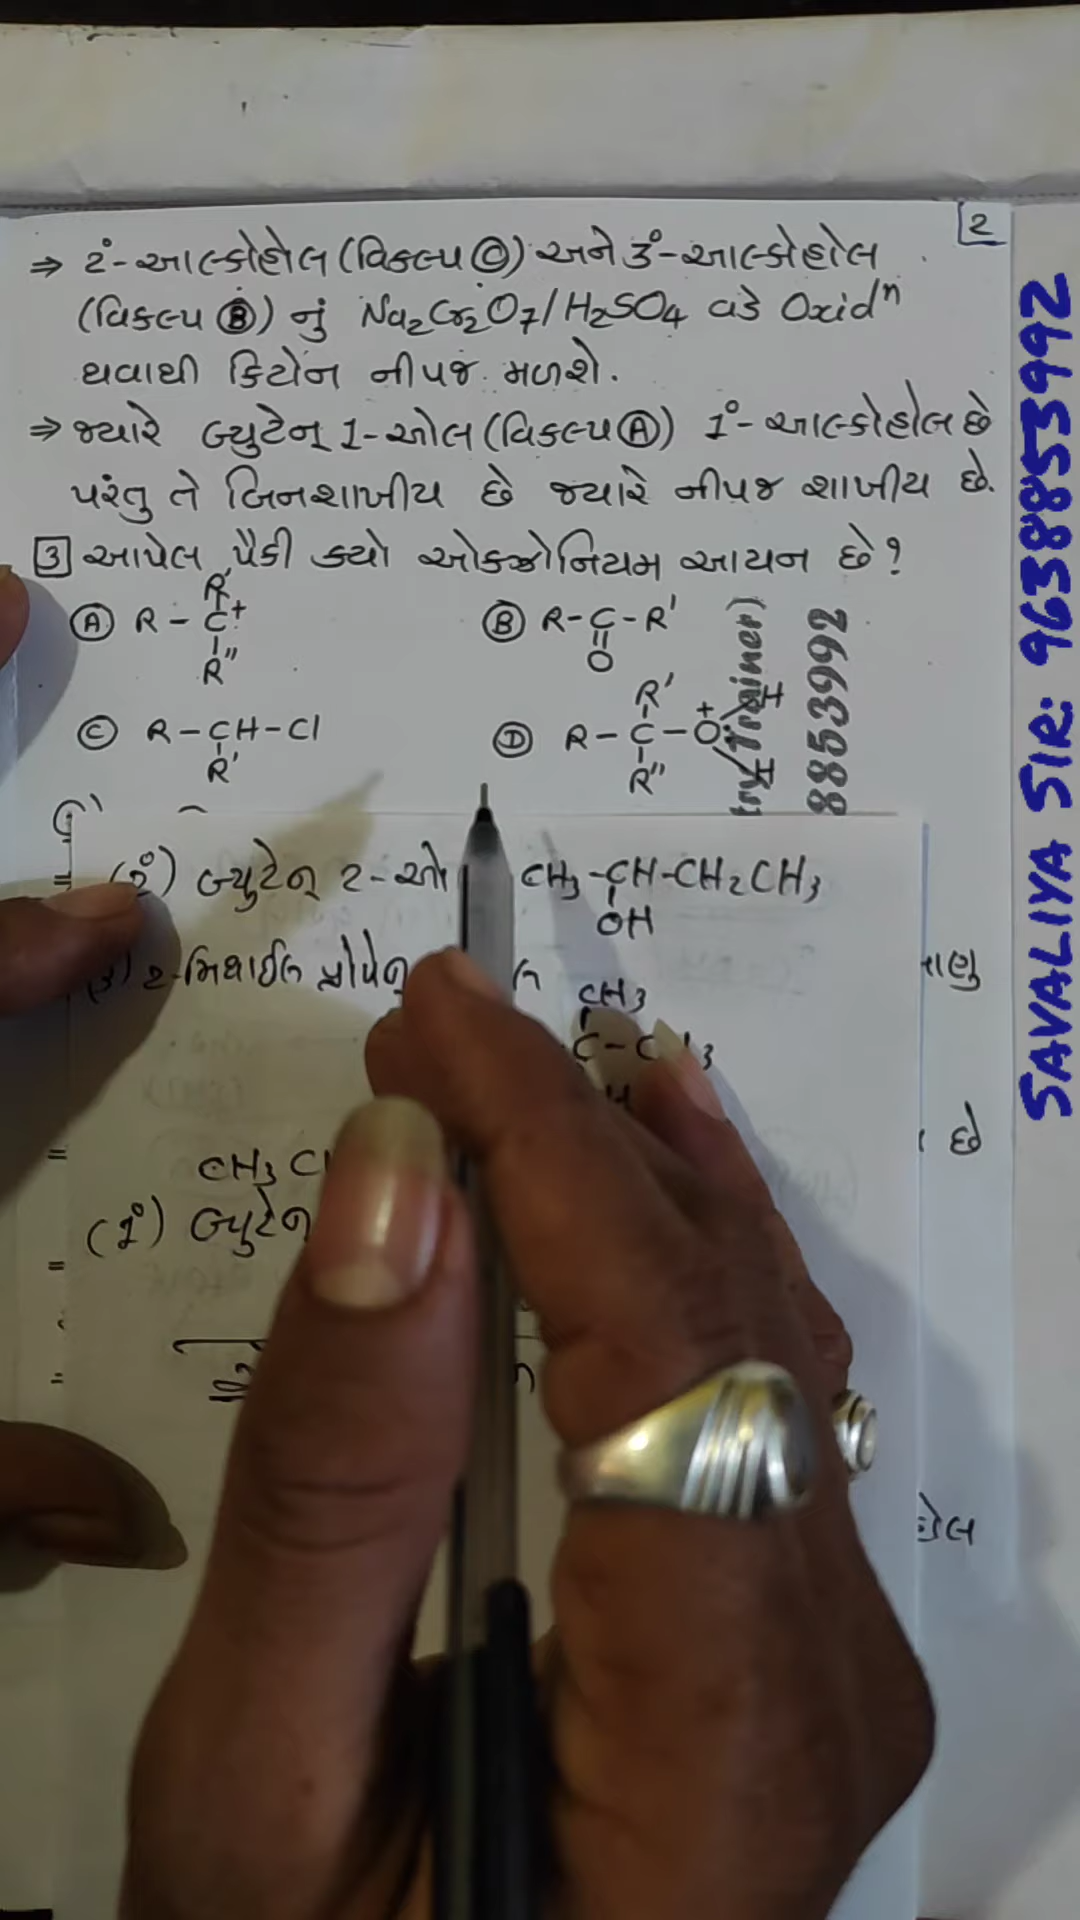 2
⇒ 2°-આલ્કોહોલ (વિકલ્પ Ⓒ) અને 3°-આલ્કોહોલ
(વિકલ્પ Ⓑ) નું Na2Cr2O7/H2SO4 વડે Oxidⁿ
થવાથી કિટોન નીપજ મળશે.
⇒ જ્યારે બ્યુટેન્ 1-ઓલ (વિકલ્પ Ⓐ) 1°-આલ્કોહોલ છે
પરંતુ તે બિનશાખીય છે જ્યારે નીપજ શાખીય છે.
3 આપેલ પૈકી ક્યો ઓક્ઝોનિયમ આયન છે?
R'
Ⓐ R-C+
R"
Ⓑ R-C-R'
O
Ⓒ R-CH-Cl
R'
R'
Ⓓ R-C-O+ H
R" H
(2°) બ્યુટેન્ 2-ઓ CH3-CH-CH2CH3
OH
2-મિથાઈલ પ્રોપેન્
CH3
CH3
(1°) બ્યુટેન્
છે
Trainer)
8853992
SAVALIYA SIR: 9638853992